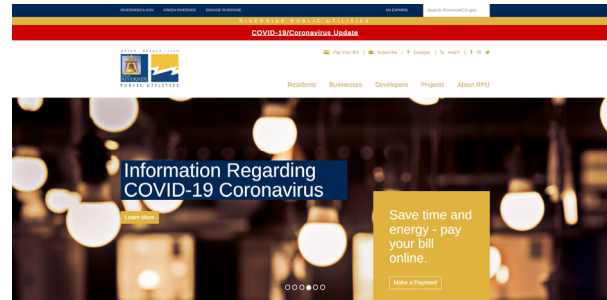 RIVERSIDECA.GOV GREEN RIVERSIDE ENGAGE RIVERSIDE EN ESPAÑOL Search RiversideCA.gov
RIVERSIDE PUBLIC UTILITIES
COVID-19/Coronavirus Update
WATER | ENERGY | LIFE
Pay Your Bill | Subscribe | Outages | Help? |
RIVERSIDE
PUBLIC UTILITIES
Residents Businesses Developers Projects About RPU
Information Regarding
COVID-19 Coronavirus
Learn More
Save time and
energy - pay
your bill
online.
Make a Payment